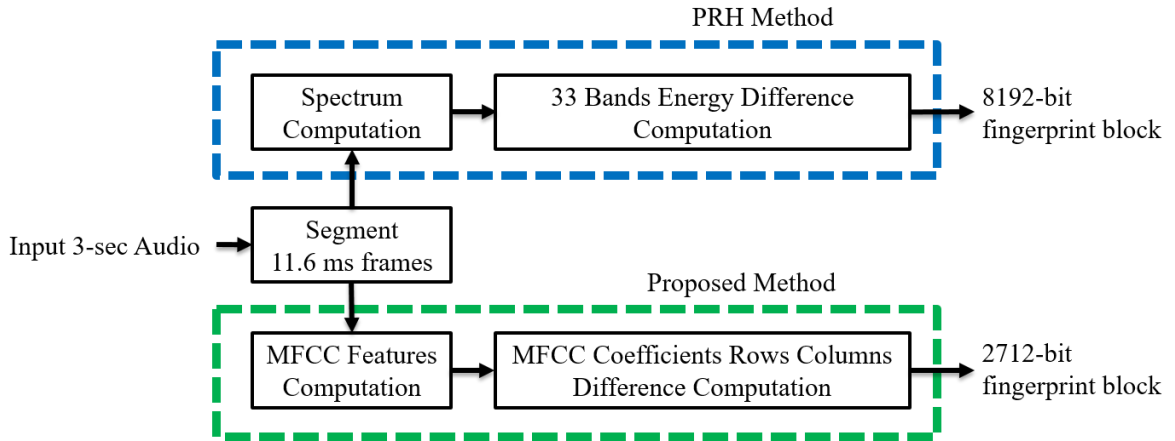 PRH Method
Spectrum
Computation
33 Bands Energy Difference
Computation
8192-bit
fingerprint block
Input 3-sec Audio
Segment
11.6 ms frames
Proposed Method
MFCC Features
Computation
MFCC Coefficients Rows Columns
Difference Computation
2712-bit
fingerprint block